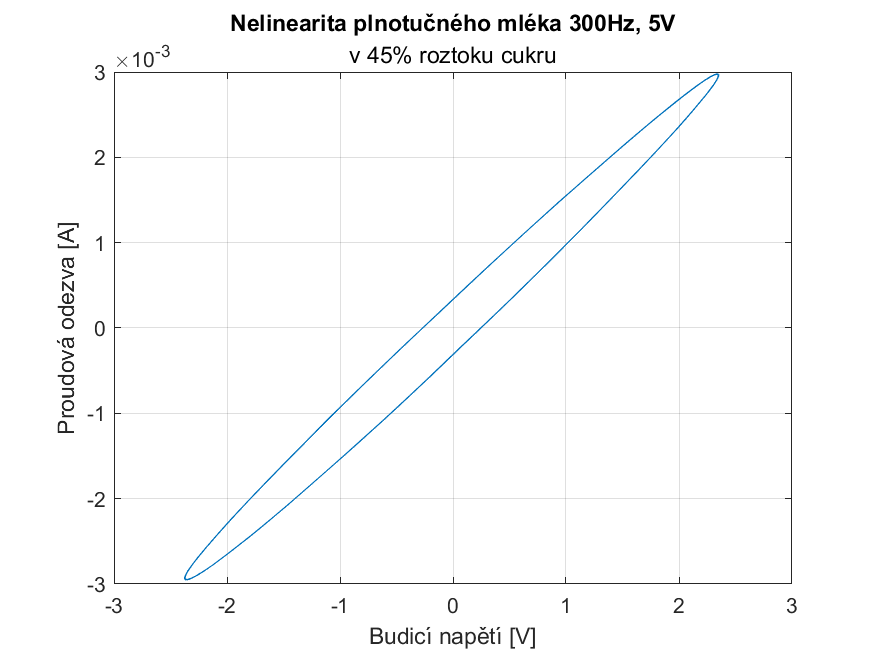 Nelinearita plnotučného mléka 300Hz, 5V
v 45% roztoku cukru
×10⁻³
3
2
1
0
-1
-2
-3
-3 -2 -1 0 1 2 3
Proudová odezva [A]
Budicí napětí [V]